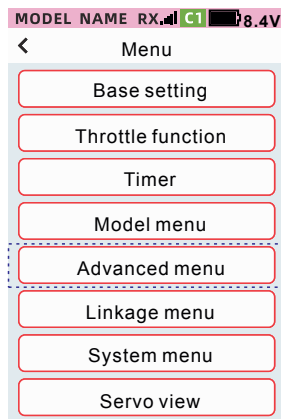 MODEL NAME RX C1 8.4V
Menu
Base setting
Throttle function
Timer
Model menu
Advanced menu
Linkage menu
System menu
Servo view